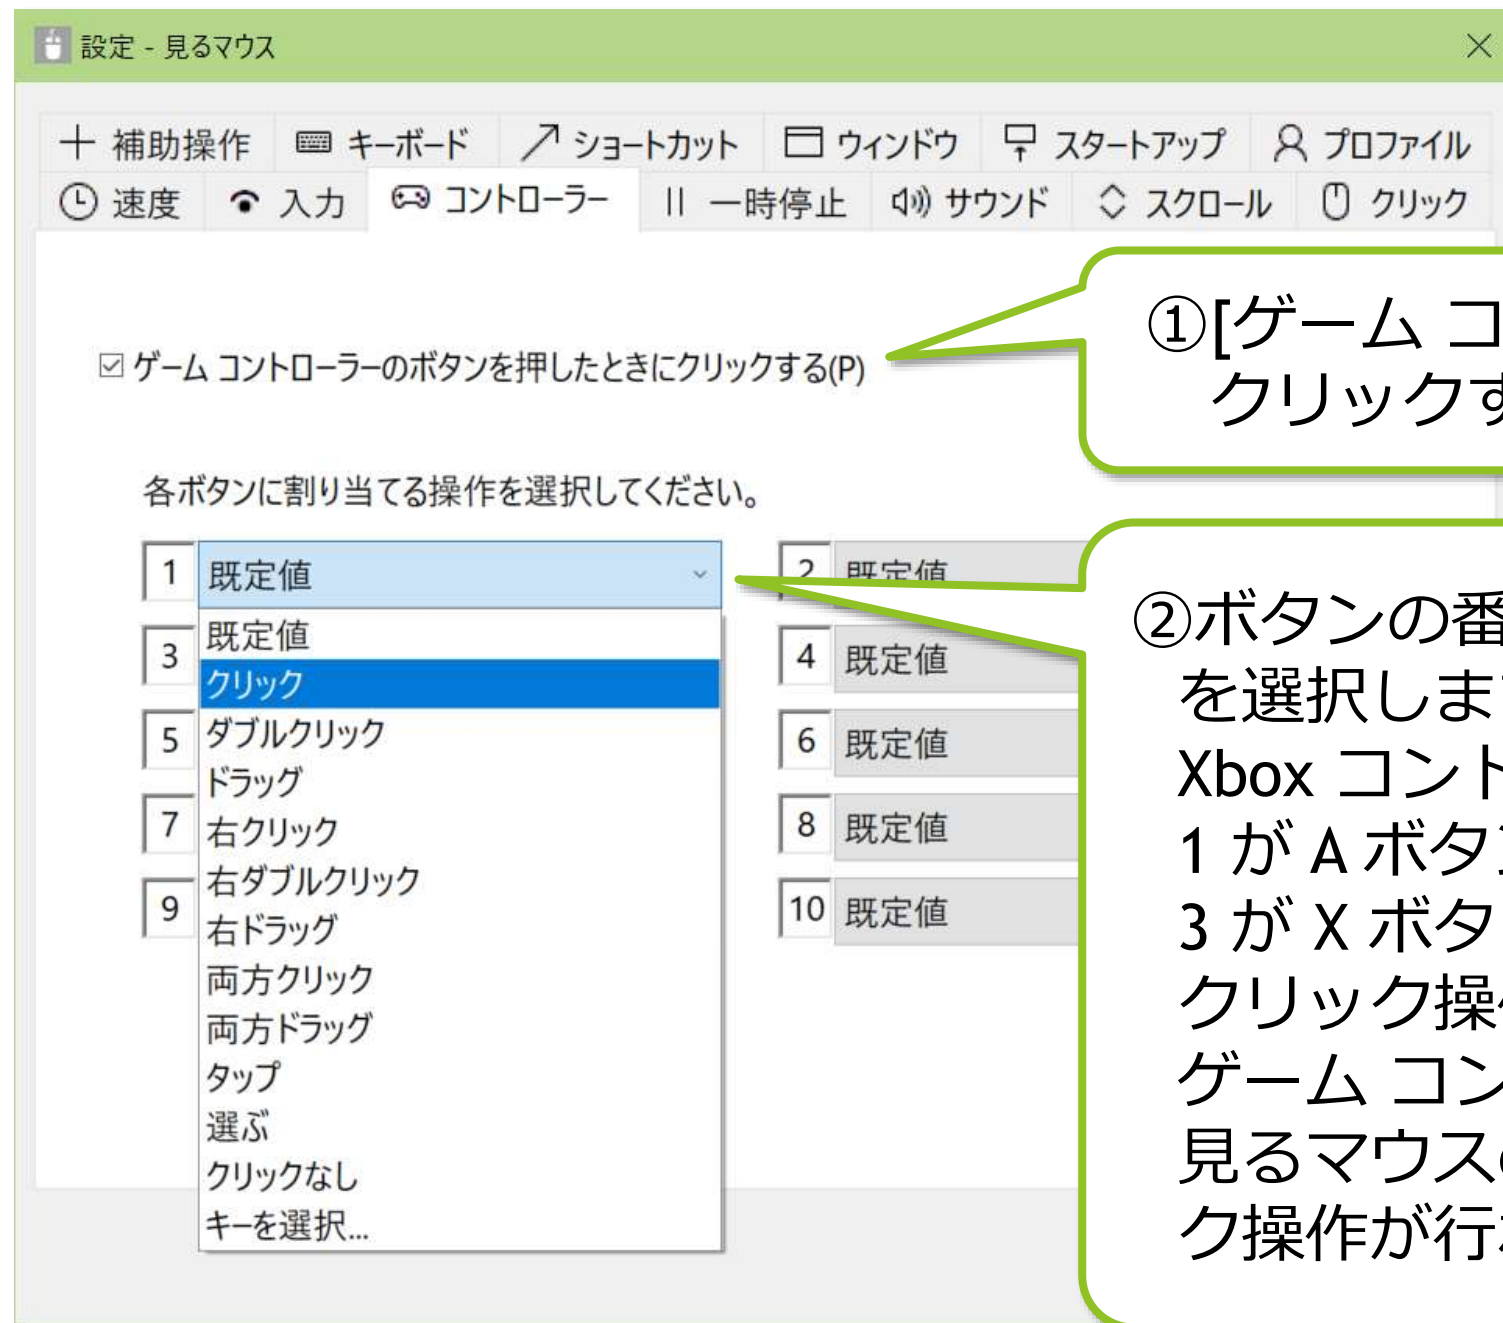 設定 - 見るマウス
補助操作 キーボード ショートカット ウィンドウ スタートアップ プロファイル
速度 入力 コントローラー 一時停止 サウンド スクロール クリック
ゲーム コントローラーのボタンを押したときにクリックする(P)
①[ゲーム コ
クリックす
各ボタンに割り当てる操作を選択してください。
1 既定値
2 既定値
3
4 既定値
5
6 既定値
7
8 既定値
9
10 既定値
既定値
クリック
ダブルクリック
ドラッグ
右クリック
右ダブルクリック
右ドラッグ
両方クリック
両方ドラッグ
タップ
選ぶ
クリックなし
キーを選択...
②ボタンの番
を選択しま
Xbox コント
1 が A ボタ
3 が X ボタ
クリック操
ゲーム コン
見るマウス
ク操作が行